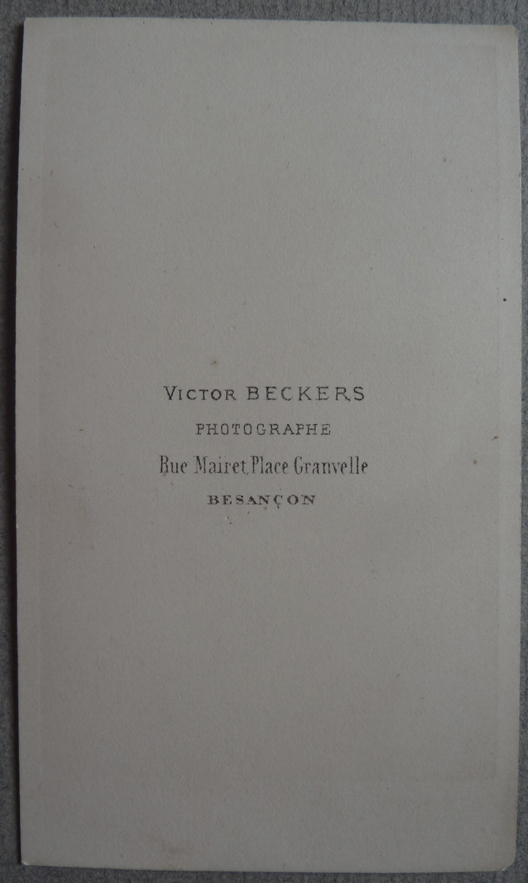 VICTOR BECKERS
PHOTOGRAPHE
Rue Mairet, Place Granvelle
BESANÇON